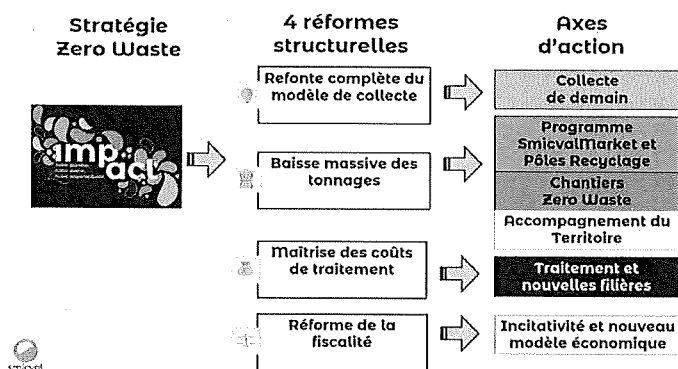 Stratégie
Zero Waste
4 réformes
structurelles
Axes
d'action
impact
Refonte complète du
modèle de collecte
Collecte
de demain
Baisse massive des
tonnages
Programme
SmicvalMarket et
Pôles Recyclage
Chantiers
Zero Waste
Accompagnement du
Territoire
Maîtrise des coûts
de traitement
Traitement et
nouvelles filières
Réforme de la
fiscalité
Incitativité et nouveau
modèle économique
smicval